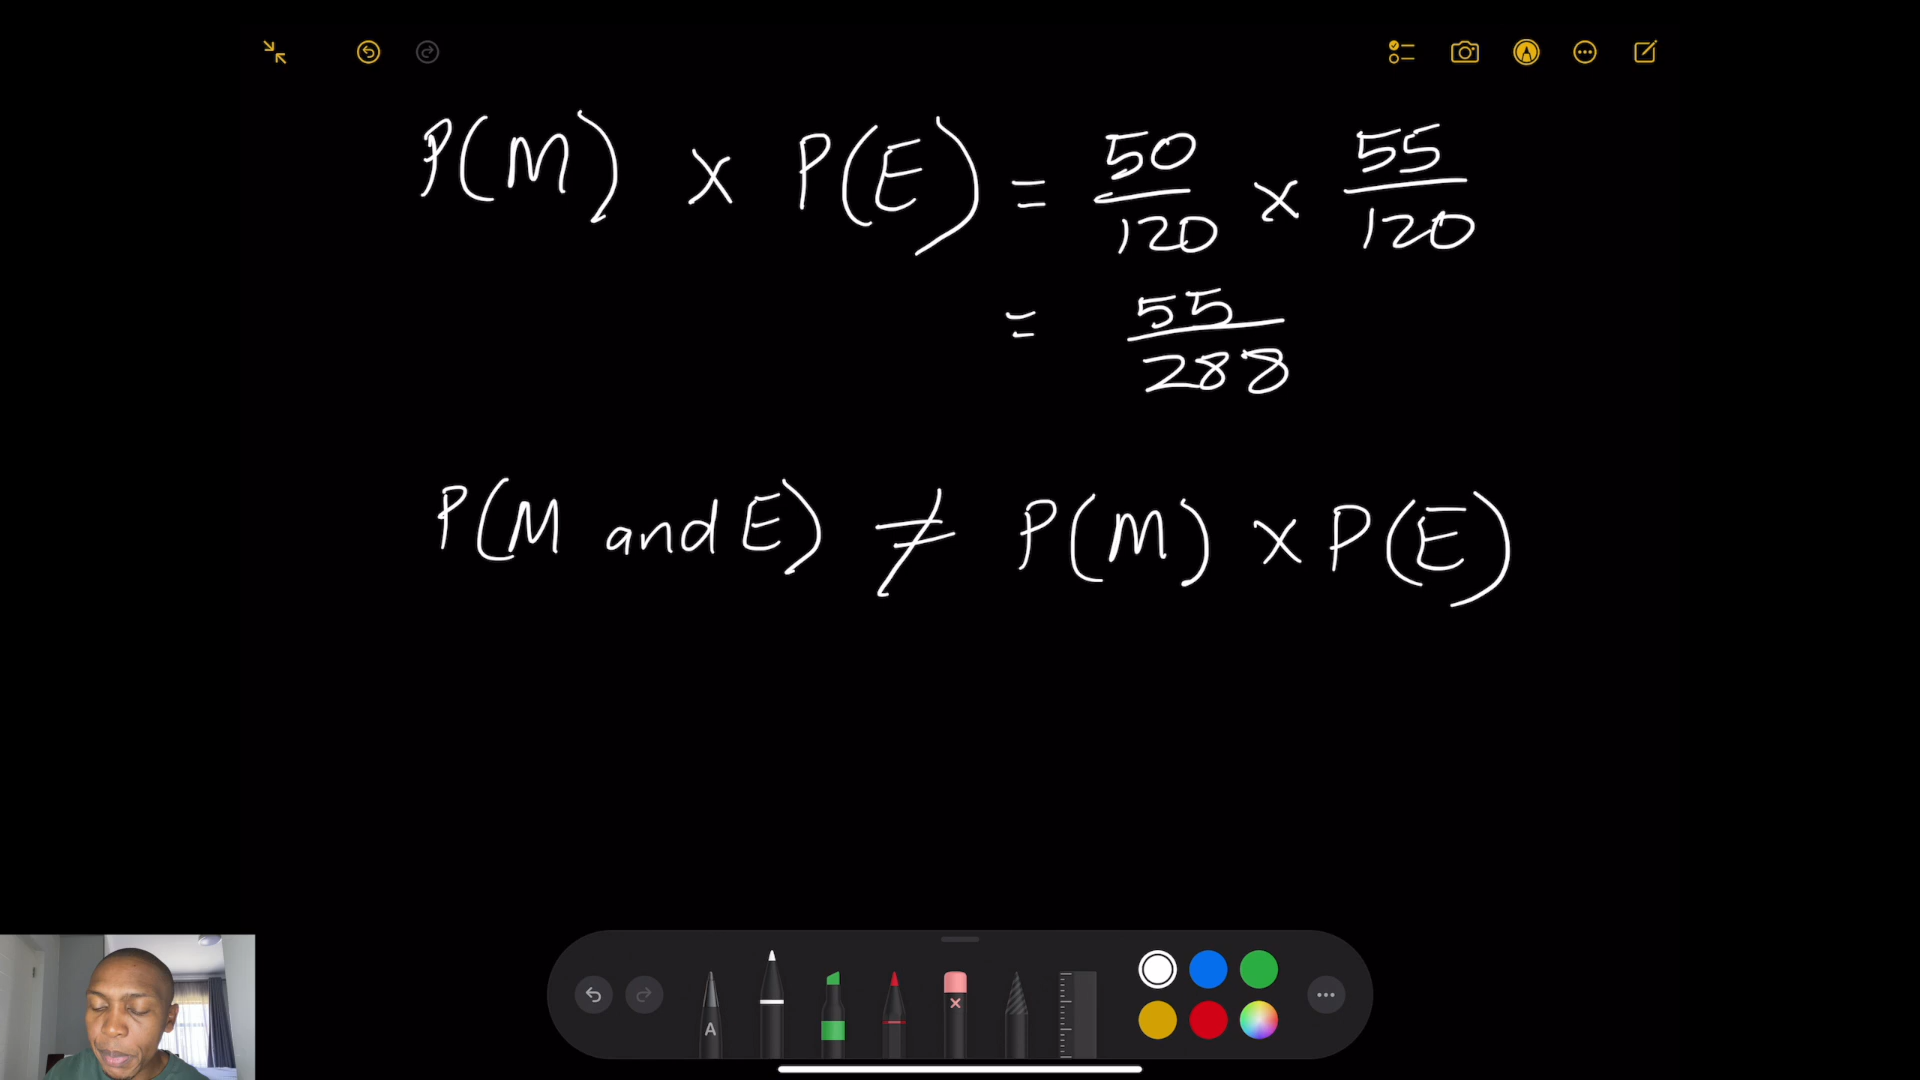 P(M) x P(E) = 50/120 x 55/120
= 55/288
P(M and E) ≠ P(M) x P(E)
A